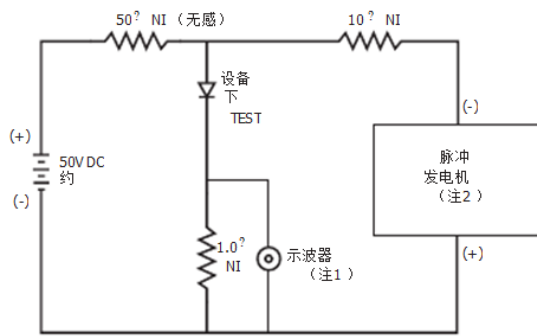 50? NI（无感）
10? NI
设备
下
TEST
(-)
(+)
50V DC
约
(-)
脉冲
发电机
（注2）
1.0?
NI
示波器
（注1）
(+)